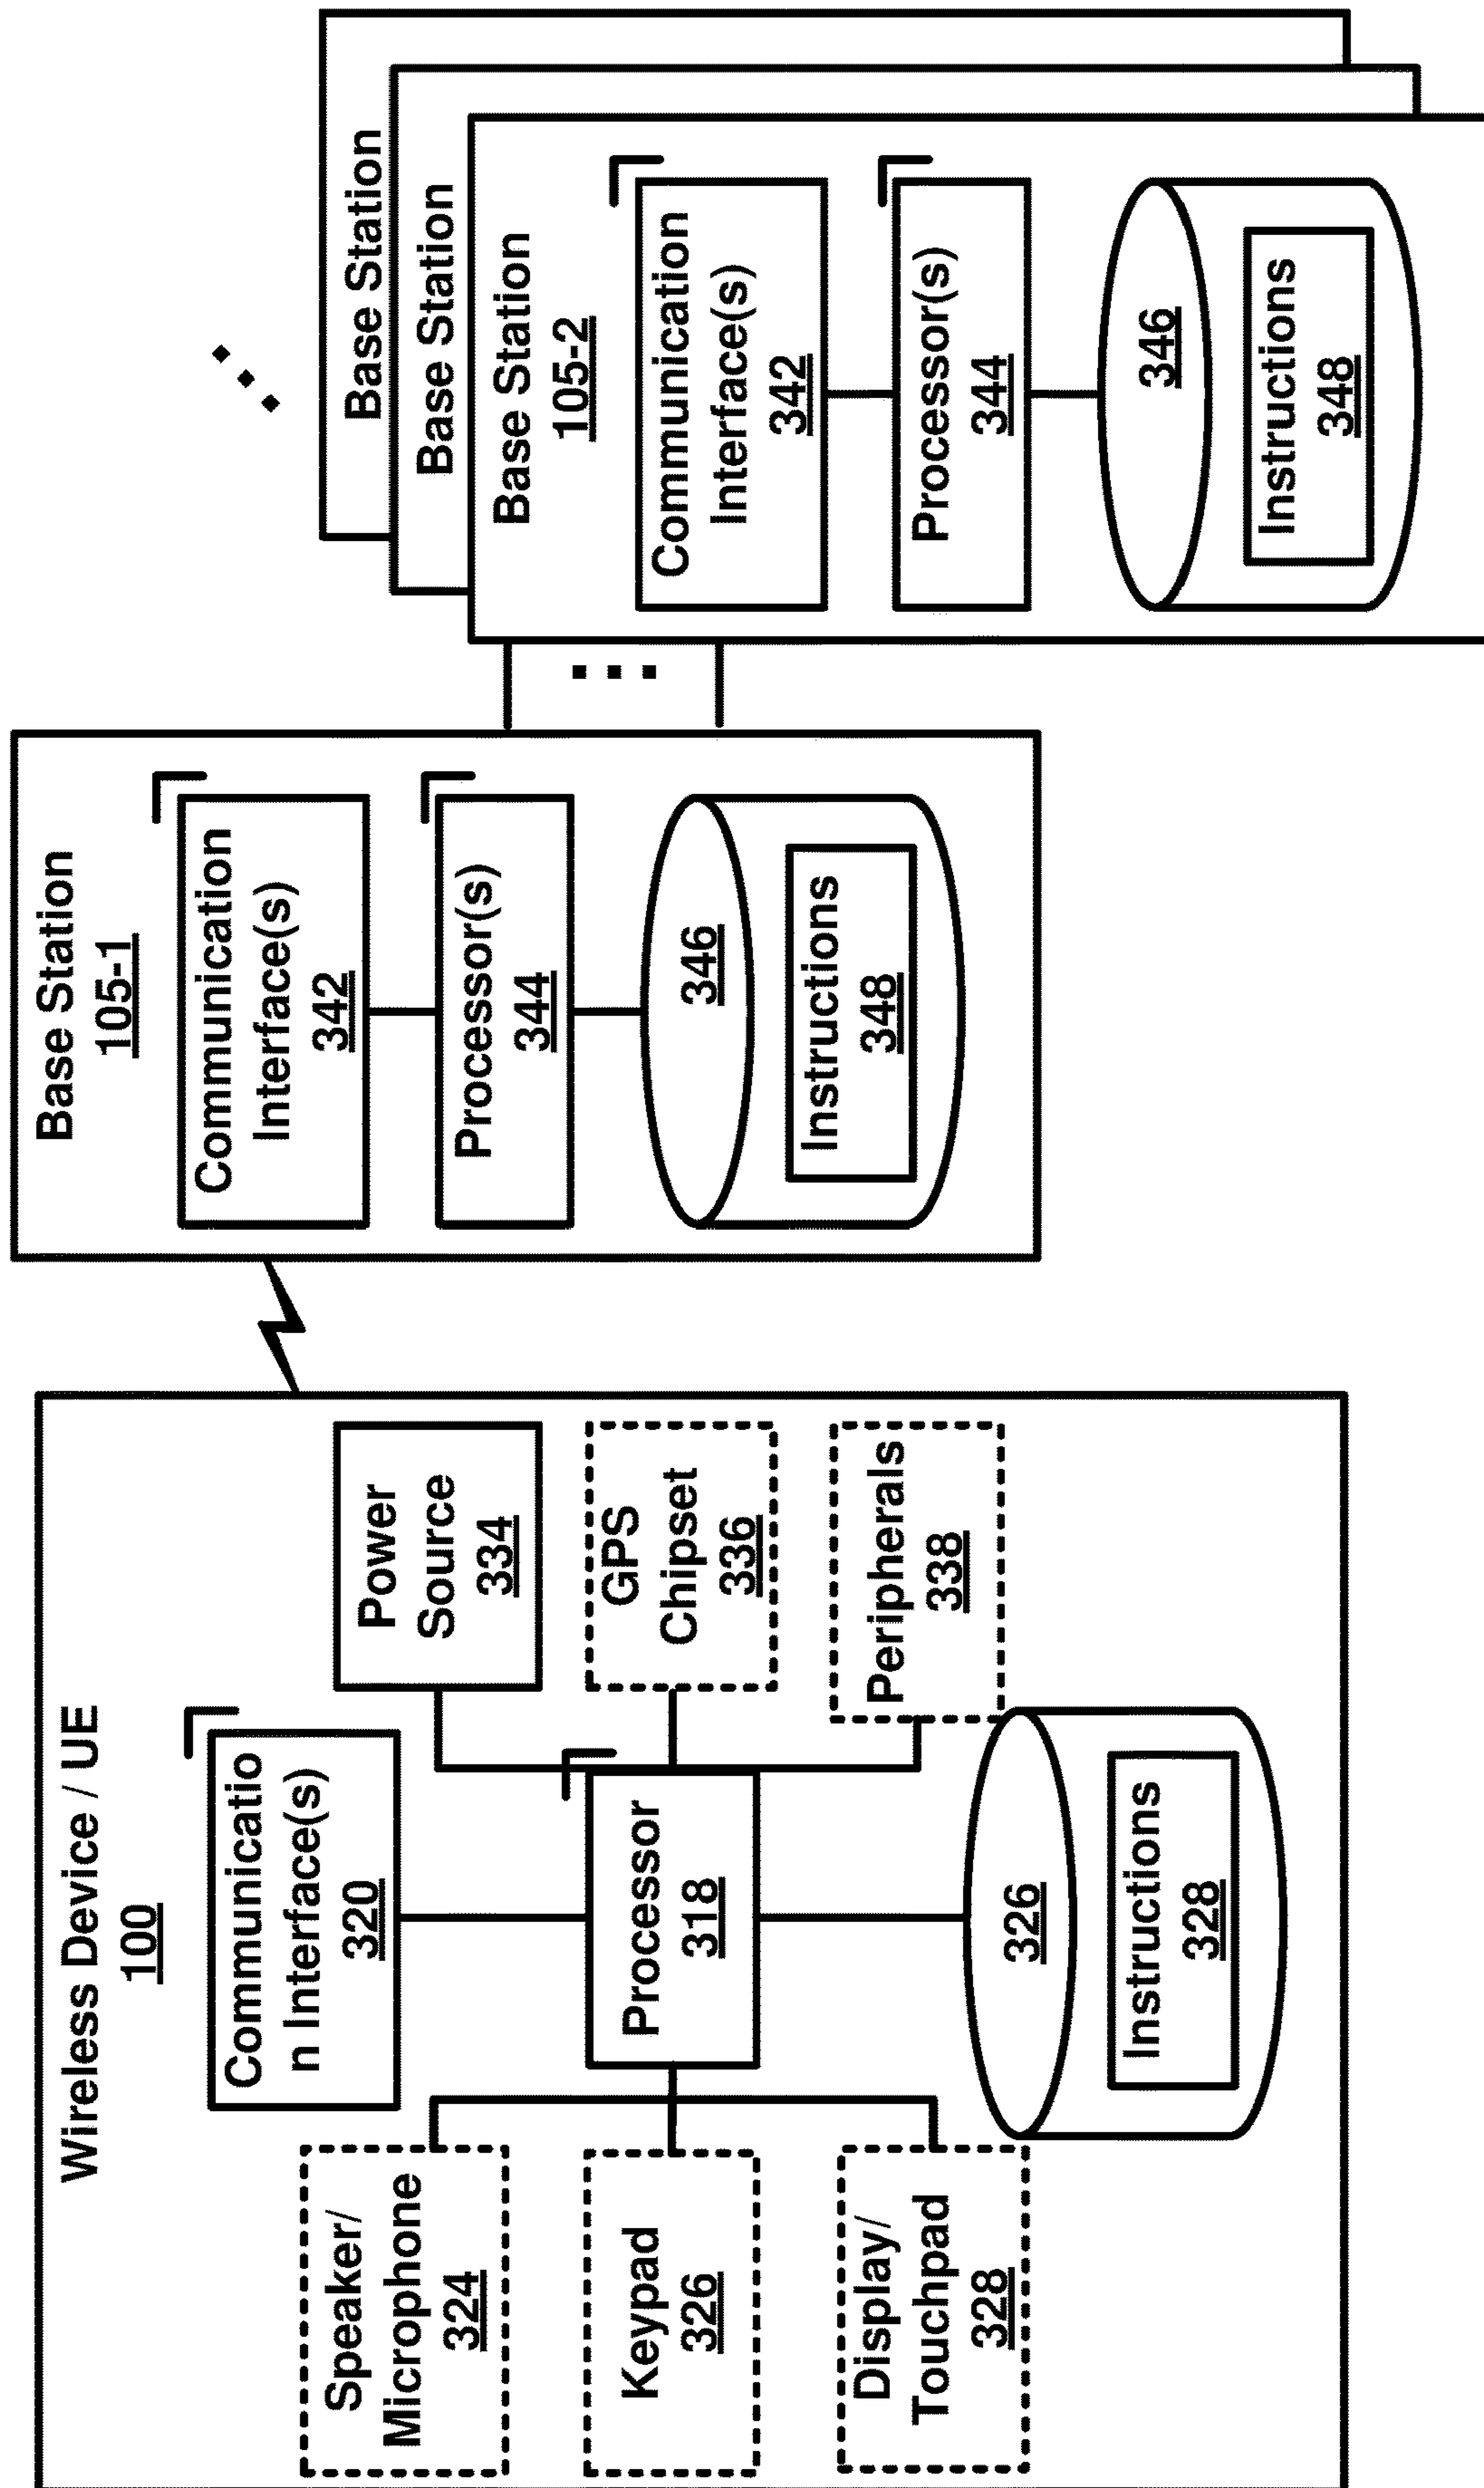 Wireless Device / UE
100
Communicatio
n Interface(s)
320
Speaker/
Microphone
324
Keypad
326
Display/
Touchpad
328
Processor
318
Power
Source
334
GPS
Chipset
336
Peripherals
338
326
Instructions
328
Base Station
105-1
Communication
Interface(s)
342
Processor(s)
344
346
Instructions
348
Base Station
Base Station
Base Station
105-2
Communication
Interface(s)
342
Processor(s)
344
346
Instructions
348